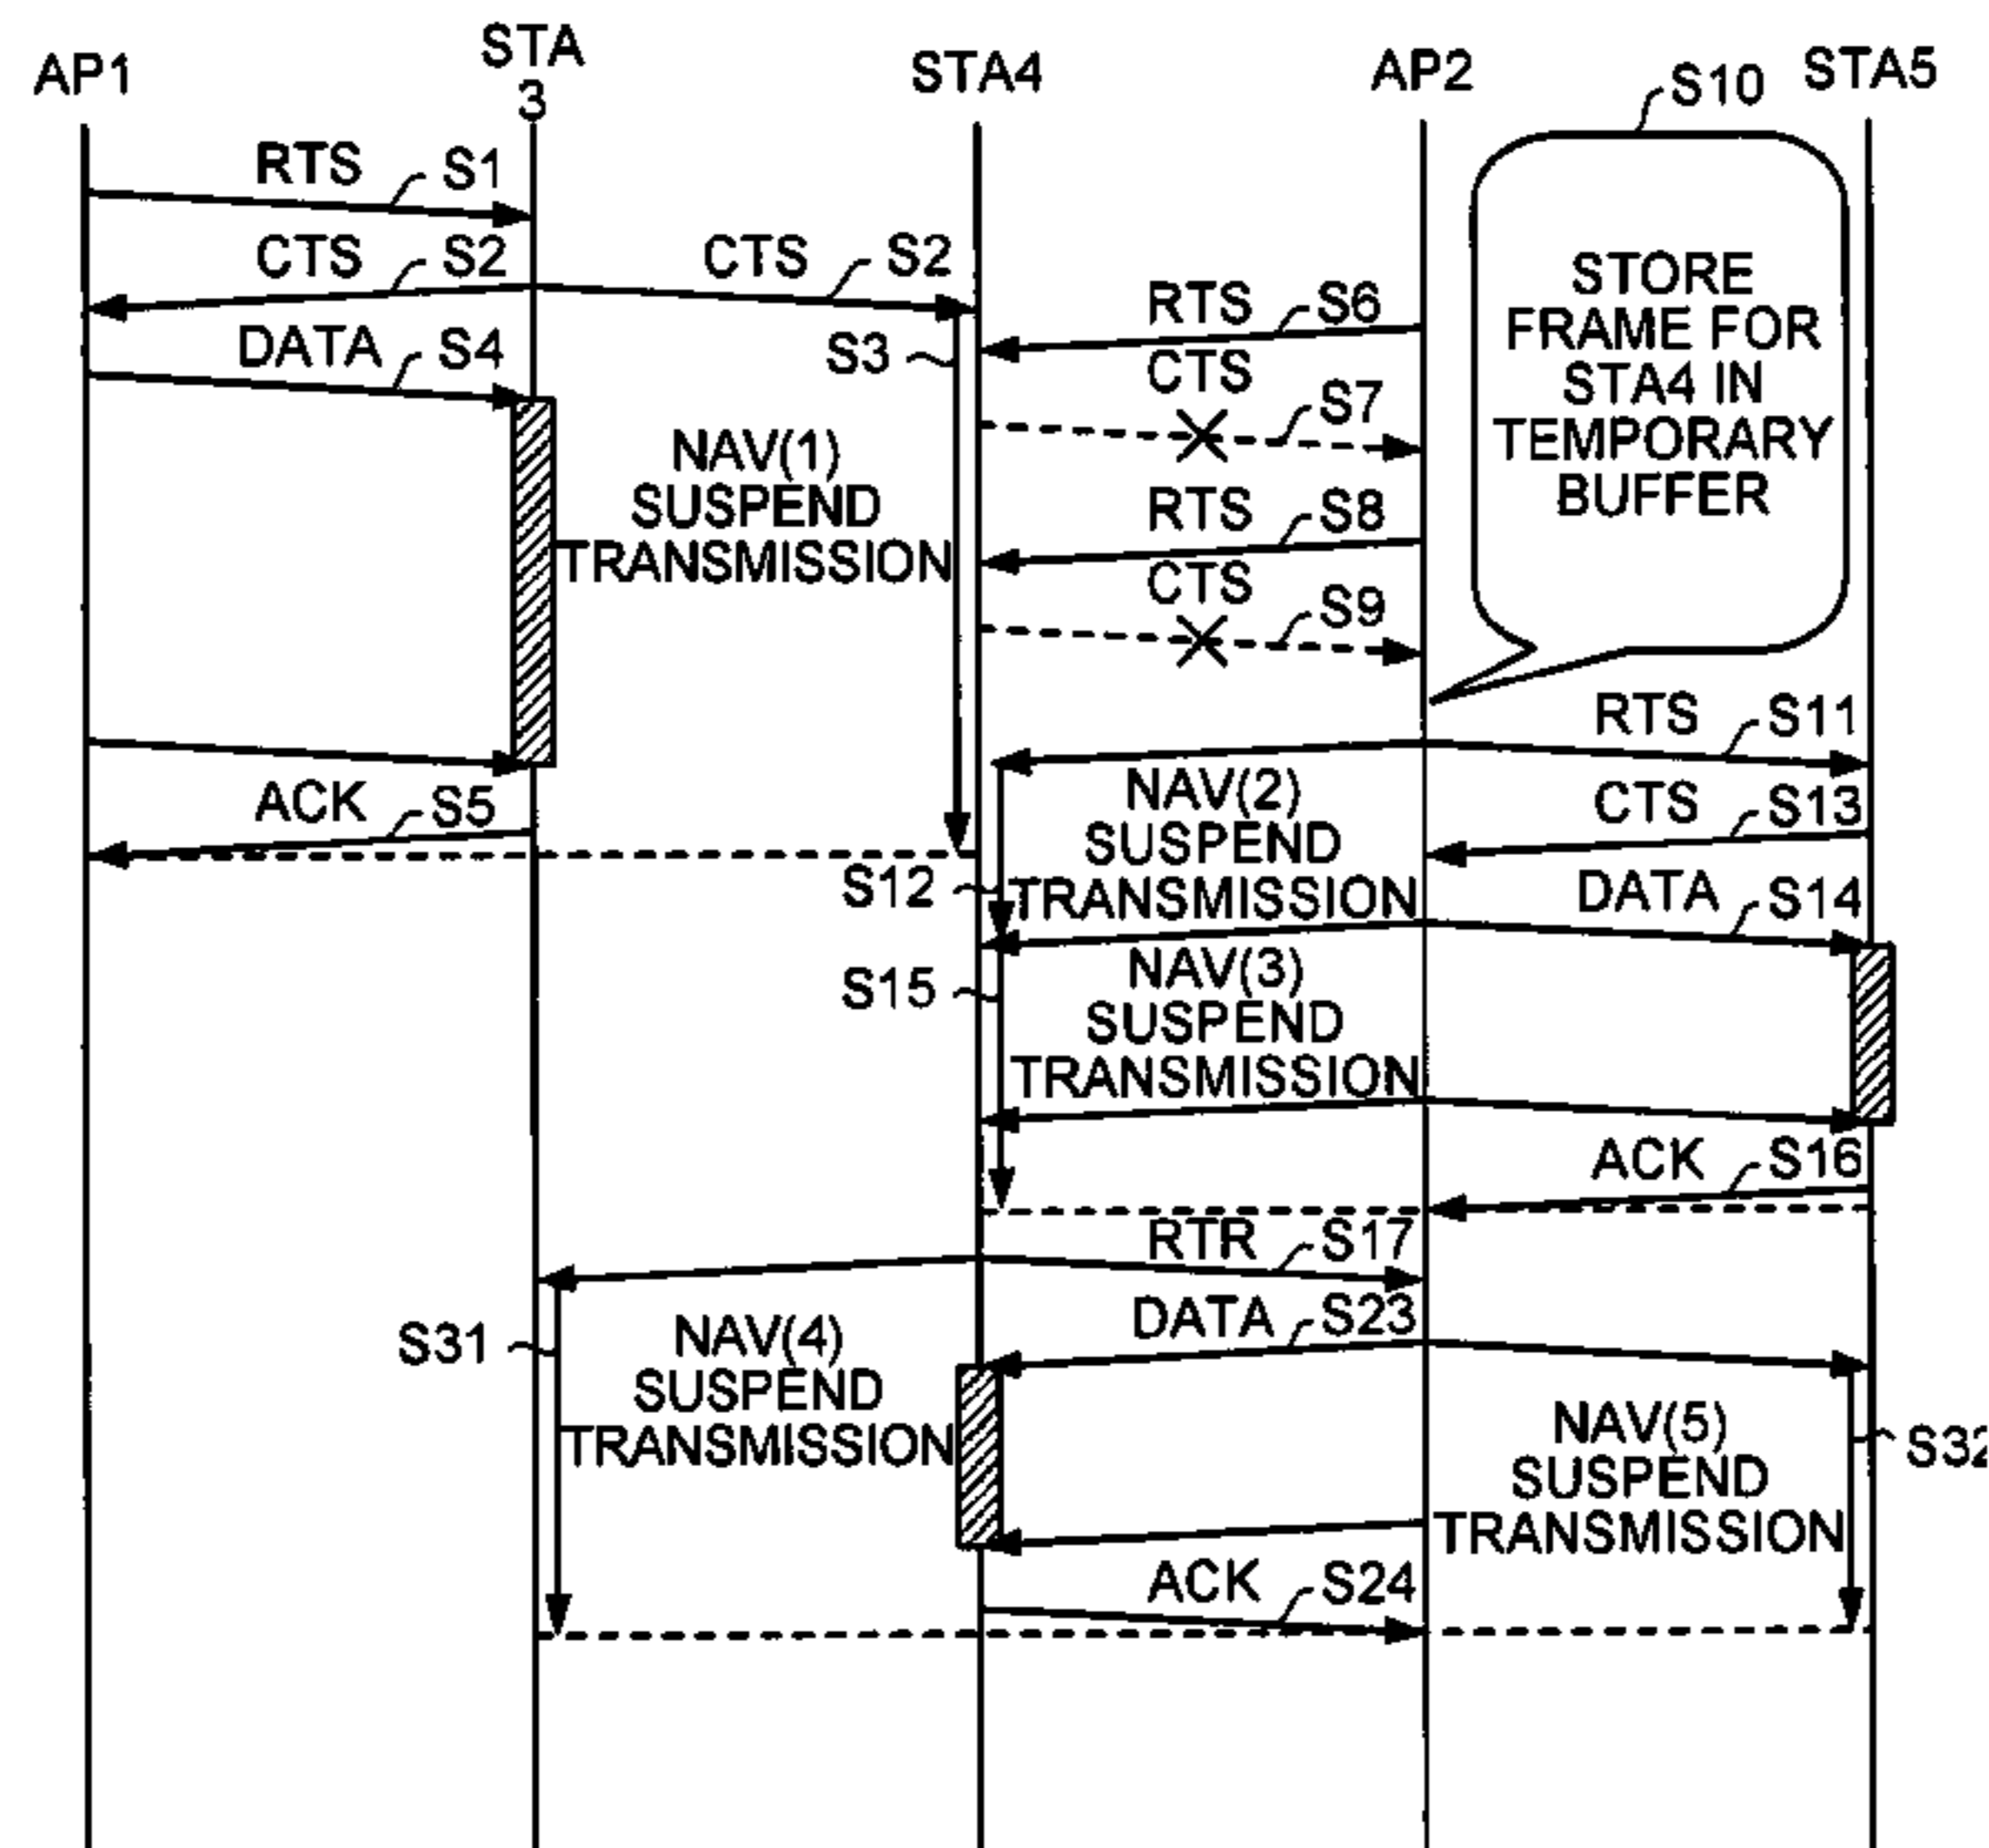 AP1
STA
3
STA4
AP2
S10
STA5
RTS
S1
CTS
S2
CTS
S2
DATA
S4
S3
RTS
S6
CTS
S7
STORE
FRAME FOR
STA4 IN
TEMPORARY
BUFFER
NAV(1)
SUSPEND
TRANSMISSION
RTS
S8
CTS
S9
RTS
S11
ACK
S5
NAV(2)
SUSPEND
TRANSMISSION
S12
CTS
S13
DATA
S14
S15
NAV(3)
SUSPEND
TRANSMISSION
ACK
S16
RTR
S17
S31
NAV(4)
SUSPEND
TRANSMISSION
DATA
S23
NAV(5)
SUSPEND
TRANSMISSION
S32
ACK
S24